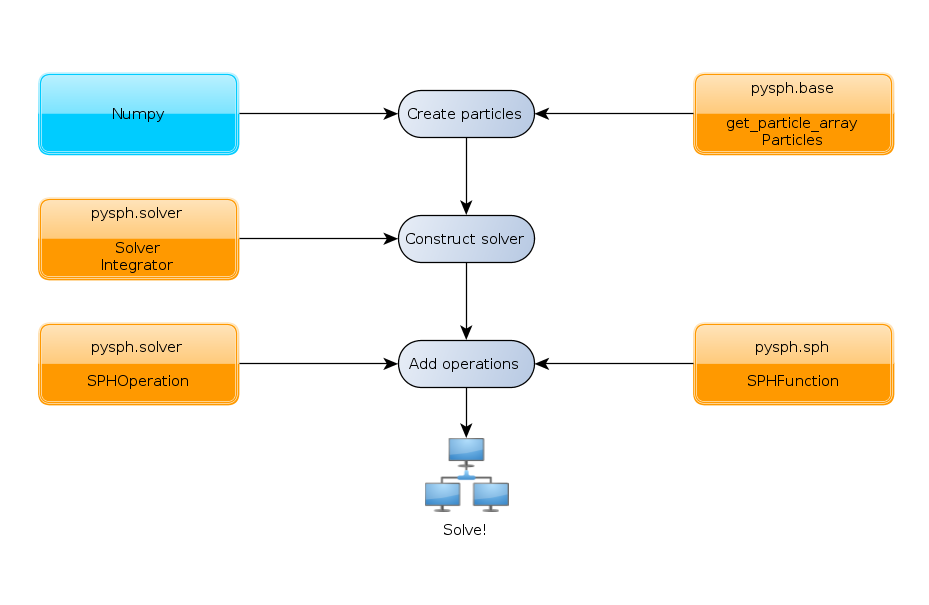 Numpy
Create particles
pysph.base
get_particle_array
Particles
pysph.solver
Solver
Integrator
Construct solver
pysph.solver
SPHOperation
Add operations
pysph.sph
SPHFunction
Solve!